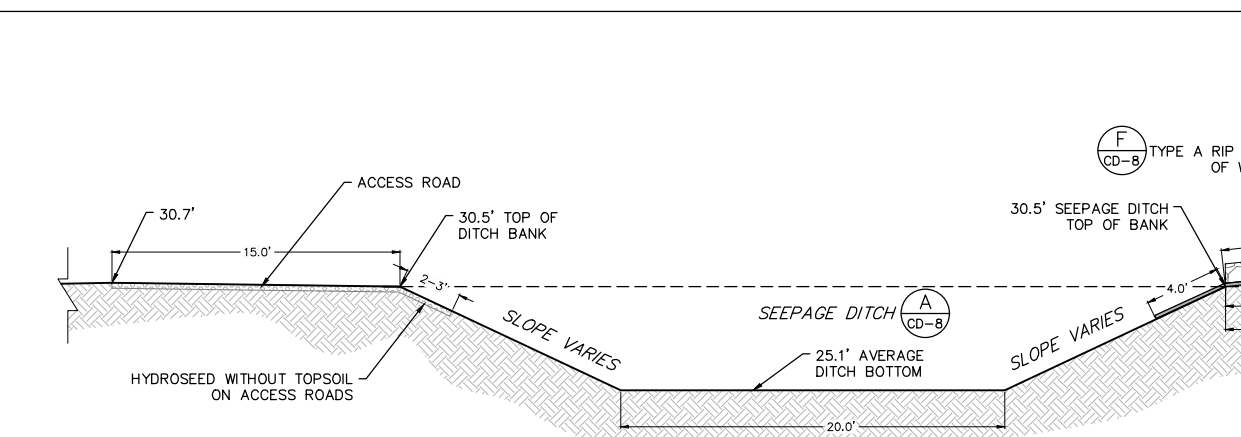 F
CD-8
TYPE A RIP
OF
ACCESS ROAD
30.7'
30.5' TOP OF
DITCH BANK
30.5' SEEPAGE DITCH
TOP OF BANK
15.0'
2-3'
4.0'
SLOPE VARIES
SEEPAGE DITCH
A
CD-8
SLOPE VARIES
25.1' AVERAGE
DITCH BOTTOM
HYDROSEED WITHOUT TOPSOIL
ON ACCESS ROADS
20.0'